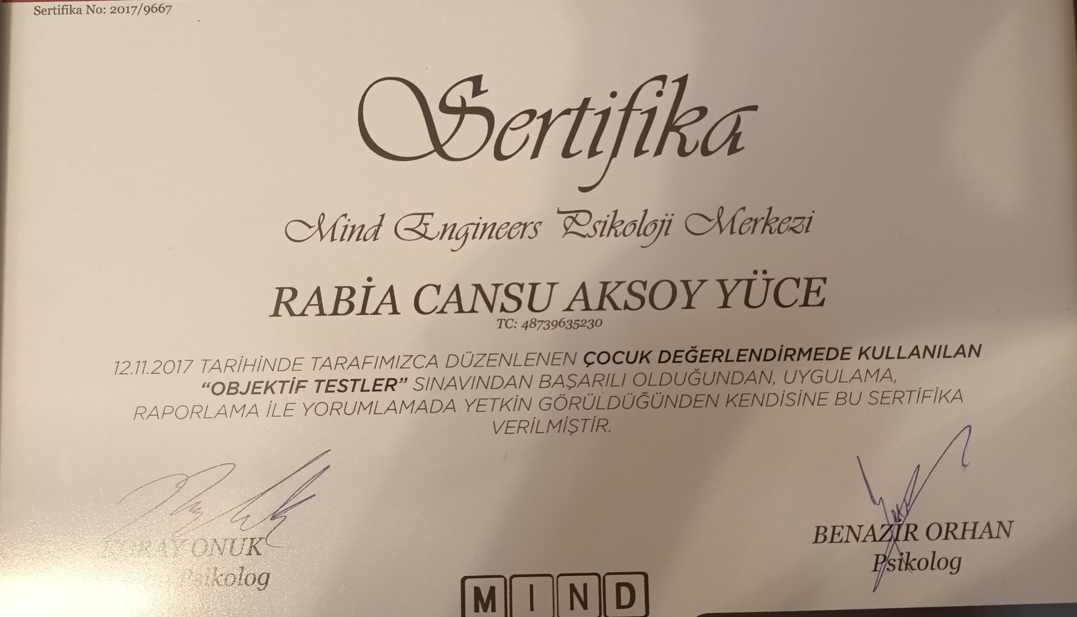 Sertifika No: 2017/9667
Sertifika
Mind Engineers Psikoloji Merkezi
RABİA CANSU AKSOY YÜCE
TC: 48739635230
12.11.2017 TARİHİNDE TARAFIMIZCA DÜZENLENEN ÇOCUK DEĞERLENDİRMEDE KULLANILAN
“OBJEKTİF TESTLER” SINAVINDAN BAŞARILI OLDUĞUNDAN, UYGULAMA,
RAPORLAMA İLE YORUMLAMADA YETKİN GÖRÜLDÜĞÜNDEN KENDİSİNE BU SERTİFİKA
VERİLMİŞTİR.
ONUK
Psikolog
BENAZİR ORHAN
Psikolog
MIND